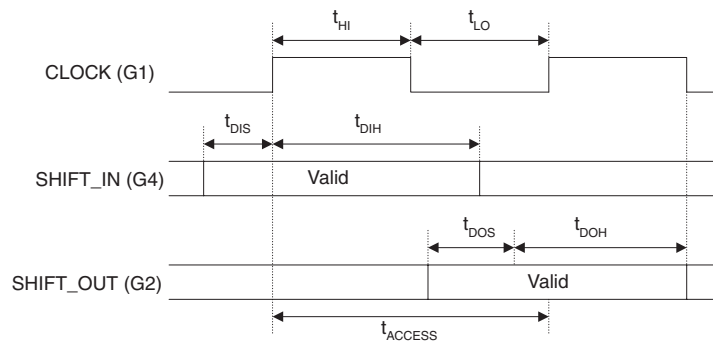 tHI tLO
CLOCK (G1)
tDIS tDIH
SHIFT_IN (G4) Valid
tDOS tDOH
SHIFT_OUT (G2) Valid
tACCESS